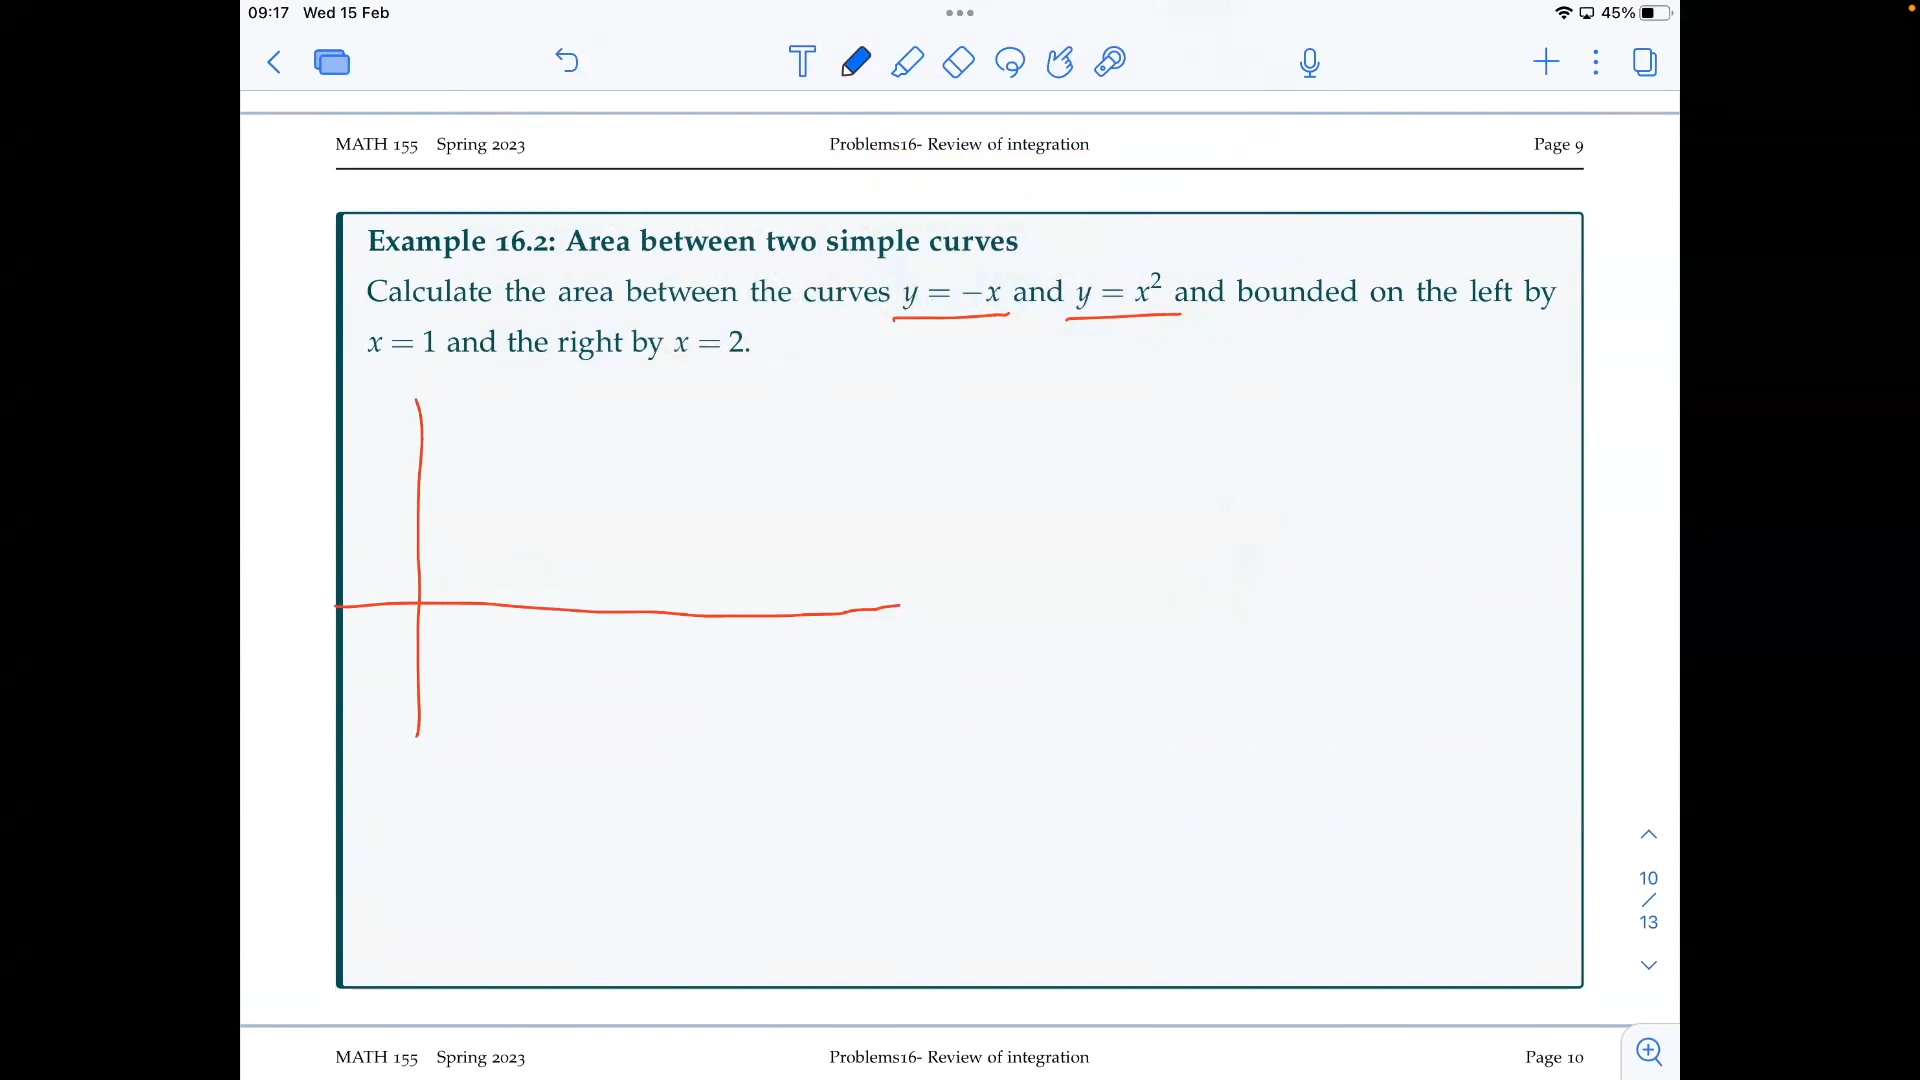 09:17 Wed 15 Feb
45%
T
MATH 155 Spring 2023 Problems16- Review of integration Page 9
Example 16.2: Area between two simple curves
Calculate the area between the curves y = −x and y = x² and bounded on the left by
x = 1 and the right by x = 2.
10
/
13
MATH 155 Spring 2023 Problems16- Review of integration Page 10